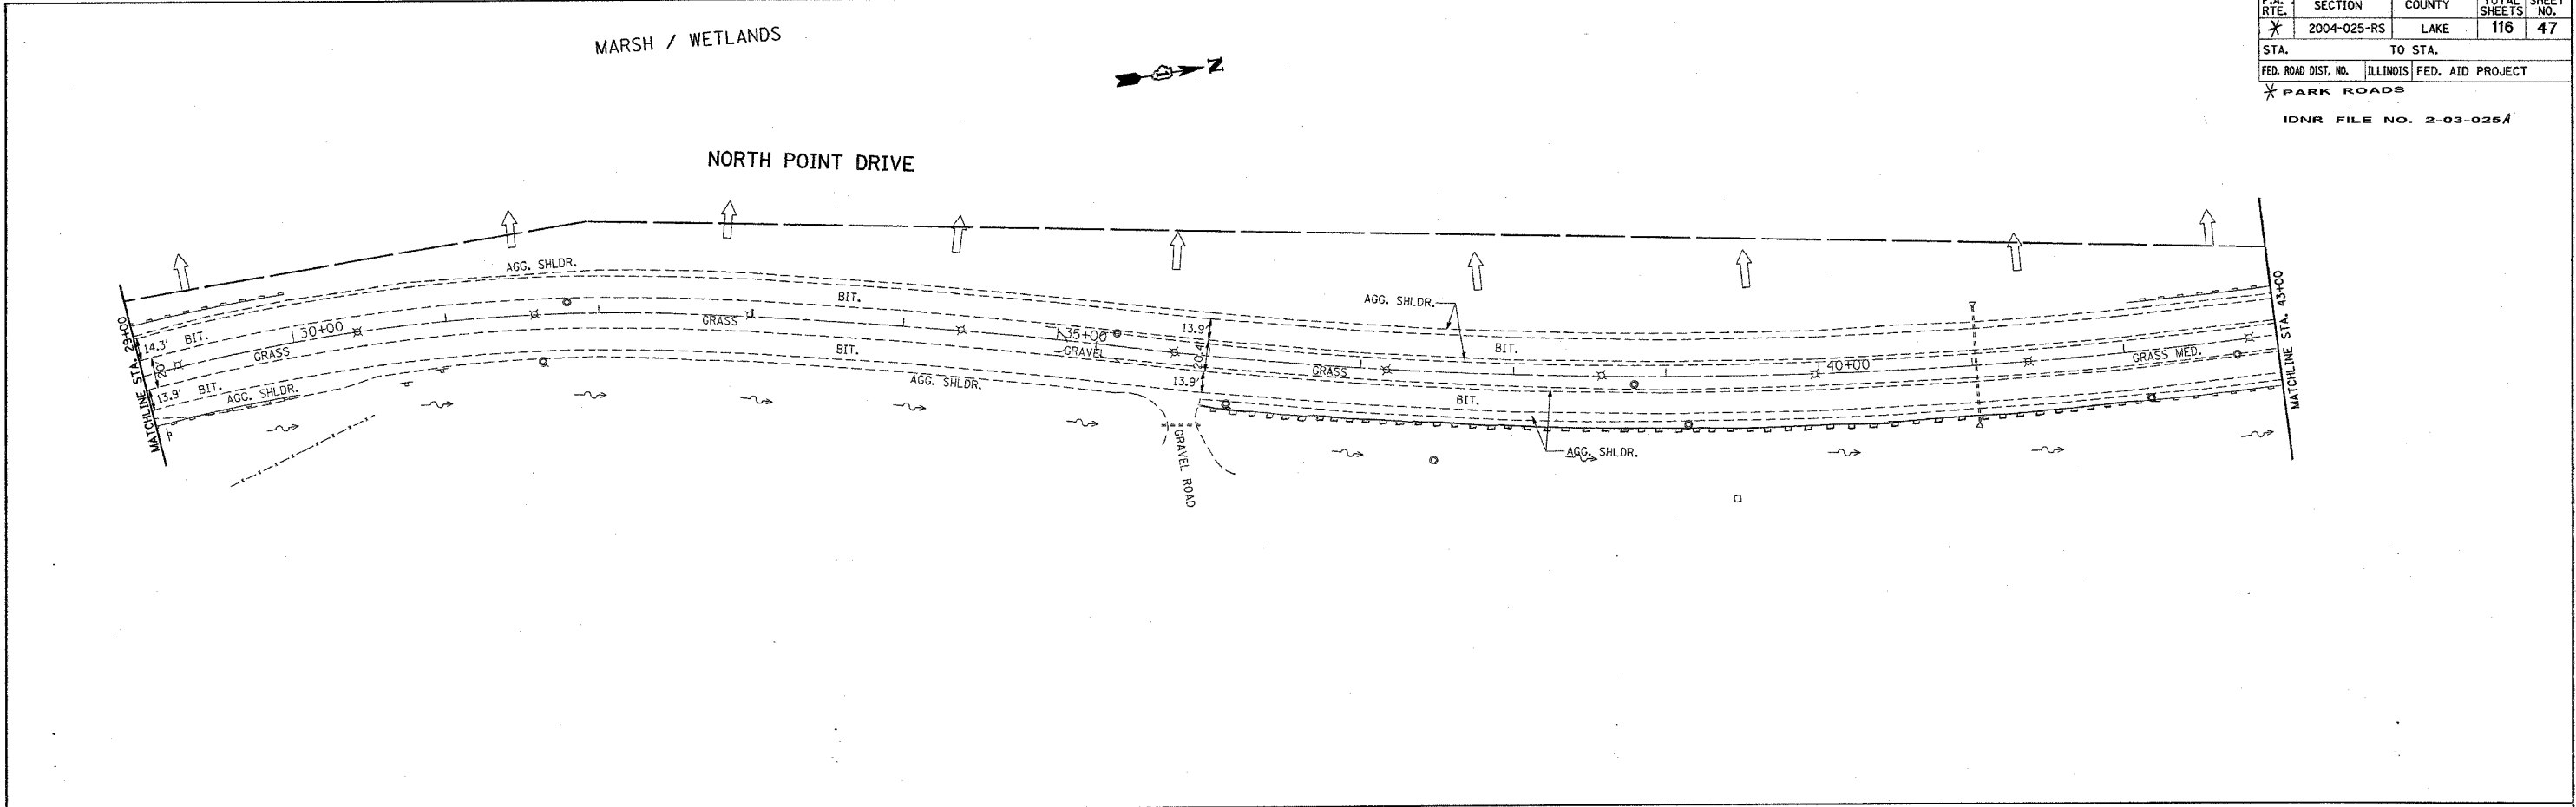 F.A. RTE. SECTION COUNTY TOTAL SHEETS SHEET NO.
* 2004-025-RS LAKE 116 47
STA. TO STA.
FED. ROAD DIST. NO. ILLINOIS FED. AID PROJECT
* PARK ROADS
IDNR FILE NO. 2-03-025A
MARSH / WETLANDS
N
NORTH POINT DRIVE
MATCHLINE STA. 29+00
14.3' BIT.
20'
13.9' BIT.
AGG. SHLDR.
GRASS
30+00
AGG. SHLDR.
BIT.
GRASS
BIT.
AGG. SHLDR.
35+00
GRAVEL
13.9'
20.4'
13.9'
GRAVEL ROAD
AGG. SHLDR.
BIT.
GRASS
BIT.
AGG. SHLDR.
40+00
GRASS MED.
MATCHLINE STA. 43+00